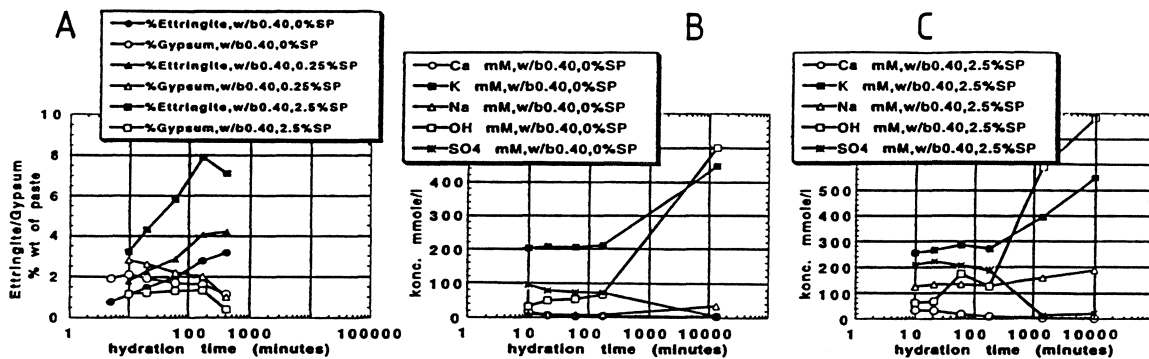 A
%Ettringite,w/b0.40,0%SP
%Gypsum,w/b0.40,0%SP
%Ettringite,w/b0.40,0.25%SP
%Gypsum,w/b0.40,0.25%SP
%Ettringite,w/b0.40,2.5%SP
%Gypsum,w/b0.40,2.5%SP
Ettringite/Gypsum
% wt of paste
10
8
6
4
2
0
1
100
10000
hydration time (minutes)
B
Ca mM,w/b0.40,0%SP
K mM,w/b0.40,0%SP
Na mM,w/b0.40,0%SP
OH mM,w/b0.40,0%SP
SO4 mM,w/b0.40,0%SP
konc. mmole/l
400
300
200
100
0
1
100
10000
hydration time (minutes)
C
Ca mM,w/b0.40,2.5%SP
K mM,w/b0.40,2.5%SP
Na mM,w/b0.40,2.5%SP
OH mM,w/b0.40,2.5%SP
SO4 mM,w/b0.40,2.5%SP
konc. mmole/l
500
400
300
200
100
0
1
100
10000
hydration time (minutes)